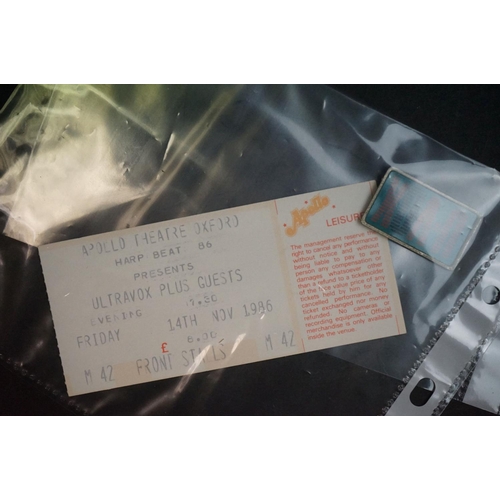 APOLLO THEATRE OXFORD
HARP BEAT 86
PRESENTS
ULTRAVOX PLUS GUESTS
EVENING 7.30
FRIDAY 14TH NOV 1986
£
M 42 FRONT STALLS M 42
Apollo
LEISURE
The management reserve
right to cancel any performance
without notice and without
being liable to pay any
person any compensation or
damages, whatsoever other
than a refund to a ticketholder
of the face value price of any
tickets held by him for any
cancelled performance. No
ticket exchanged nor money
refunded. No cameras or
recording equipment. Official
merchandise is only available
inside the venue.